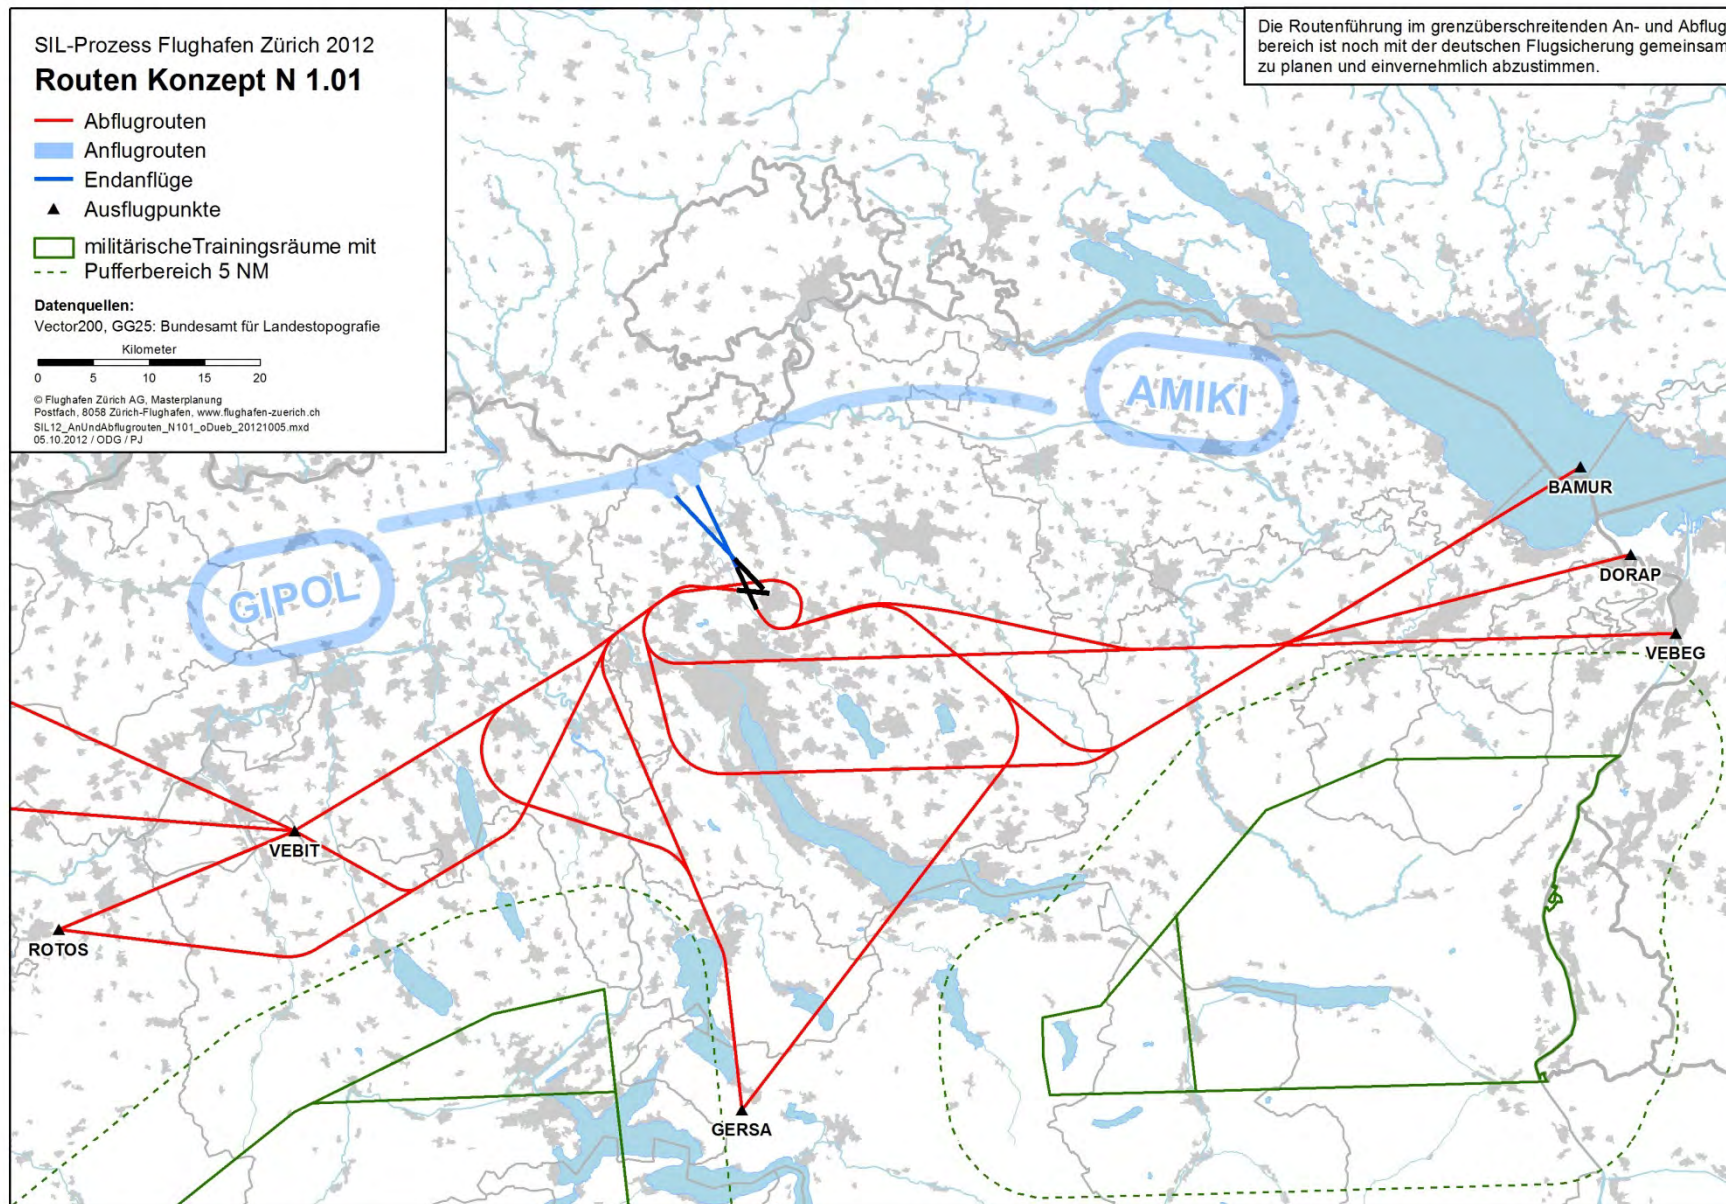 SIL-Prozess Flughafen Zürich 2012
Routen Konzept N 1.01
Abflugrouten
Anflugrouten
Endanflüge
Ausflugpunkte
militärischeTrainingsräume mit
Pufferbereich 5 NM
Datenquellen:
Vector200, GG25: Bundesamt für Landestopografie
Kilometer
0 5 10 15 20
© Flughafen Zürich AG, Masterplanung
Postfach, 8058 Zürich-Flughafen, www.flughafen-zuerich.ch
SIL12_AnUndAbflugrouten_N101_oDueb_20121005.mxd
05.10.2012 / ODG / PJ
Die Routenführung im grenzüberschreitenden An- und Abflug
bereich ist noch mit der deutschen Flugsicherung gemeinsam
zu planen und einvernehmlich abzustimmen.
AMIKI
BAMUR
DORAP
GIPOL
VEBEG
VEBIT
ROTOS
GERSA